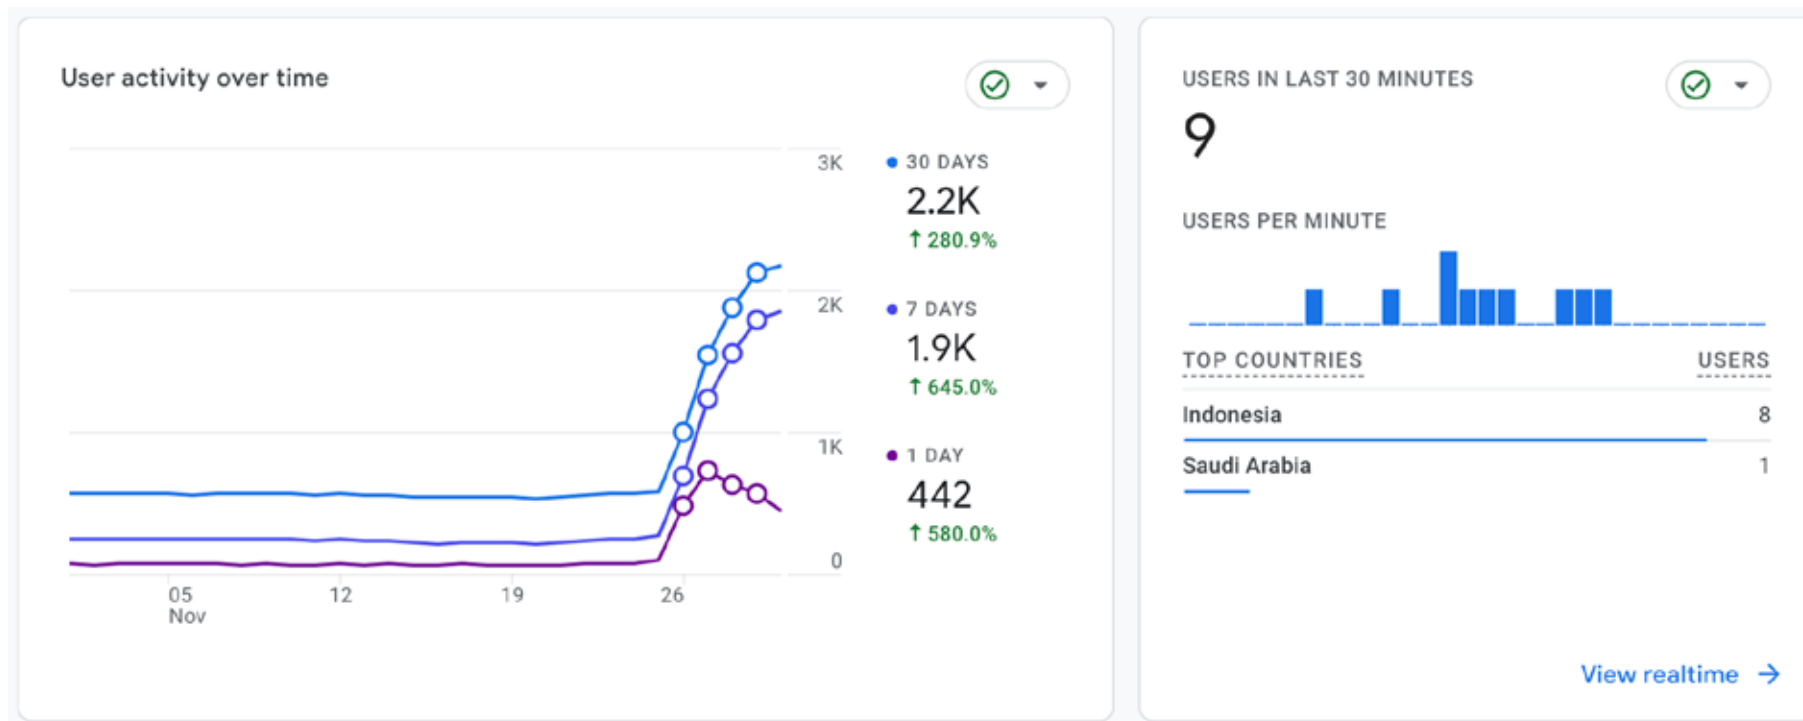 User activity over time
3K
2K
1K
0
05
Nov
12
19
26
30 DAYS
2.2K
↑ 280.9%
7 DAYS
1.9K
↑ 645.0%
1 DAY
442
↑ 580.0%
USERS IN LAST 30 MINUTES
9
USERS PER MINUTE
TOP COUNTRIES USERS
Indonesia 8
Saudi Arabia 1
View realtime →